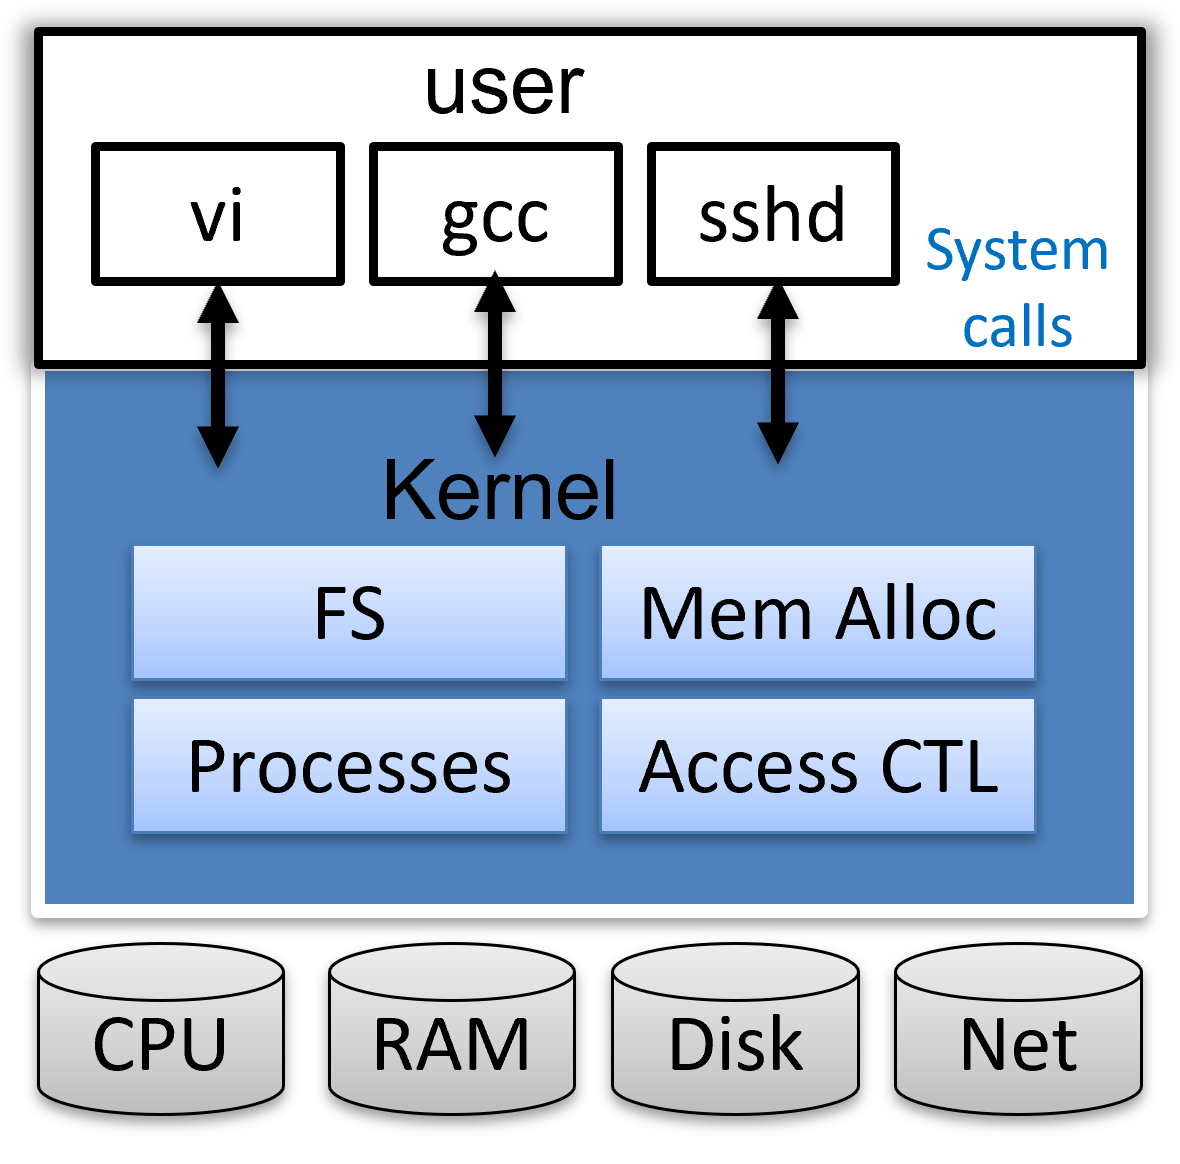 user
vi
gcc
sshd
System
calls
Kernel
FS
Mem Alloc
Processes
Access CTL
CPU
RAM
Disk
Net